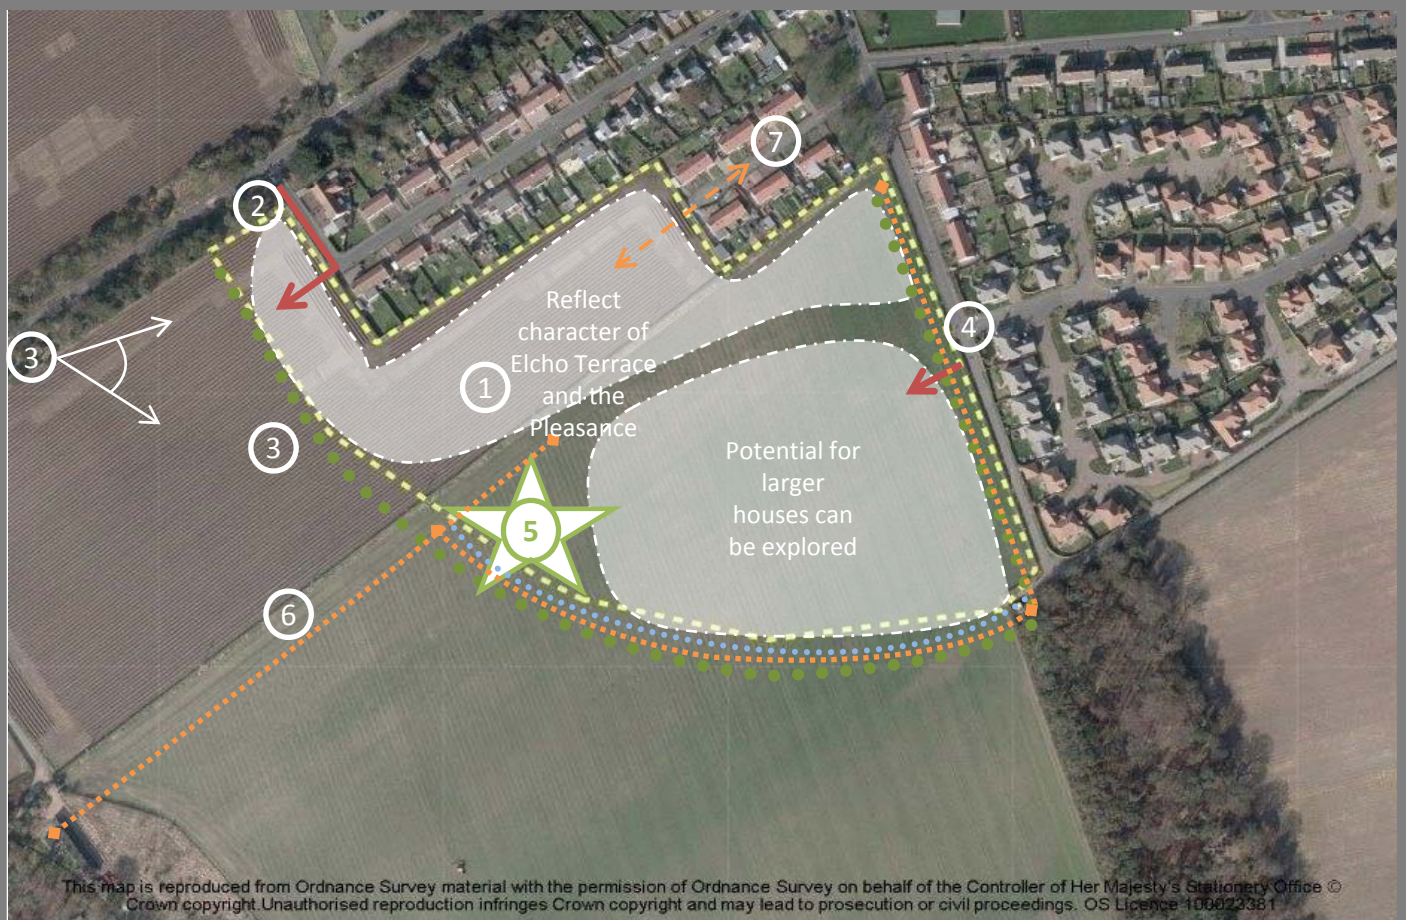 7
2
Reflect
character of
Elcho Terrace
and the
Pleasance
4
3
1
3
Potential for
larger
houses can
be explored
5
6
This map is reproduced from Ordnance Survey material with the permission of Ordnance Survey on behalf of the Controller of Her Majesty's Stationery Office ©
Crown copyright.Unauthorised reproduction infringes Crown copyright and may lead to prosecution or civil proceedings. OS Licence 100023381